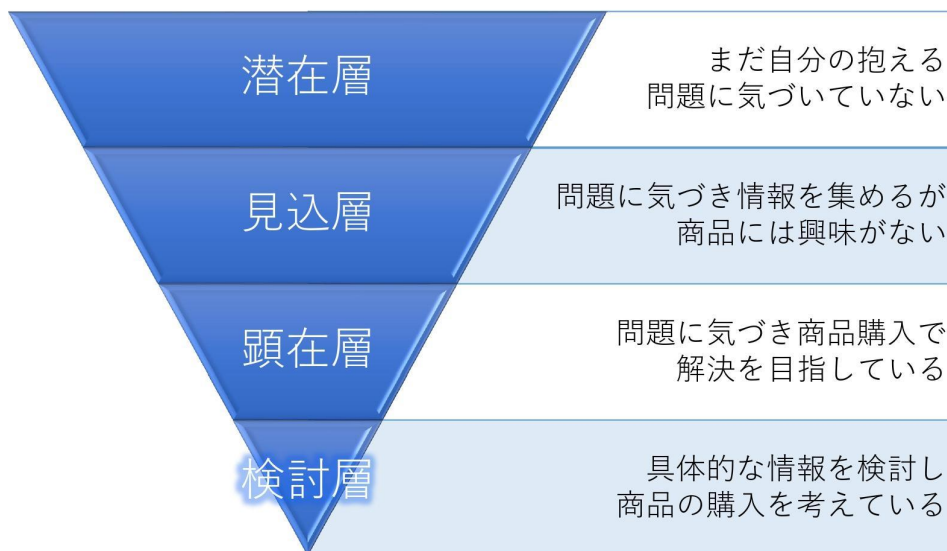 潜在層
まだ自分の抱える
問題に気づいていない
見込層
問題に気づき情報を集めるが
商品には興味がない
顕在層
問題に気づき商品購入で
解決を目指している
検討層
具体的な情報を検討し
商品の購入を考えている